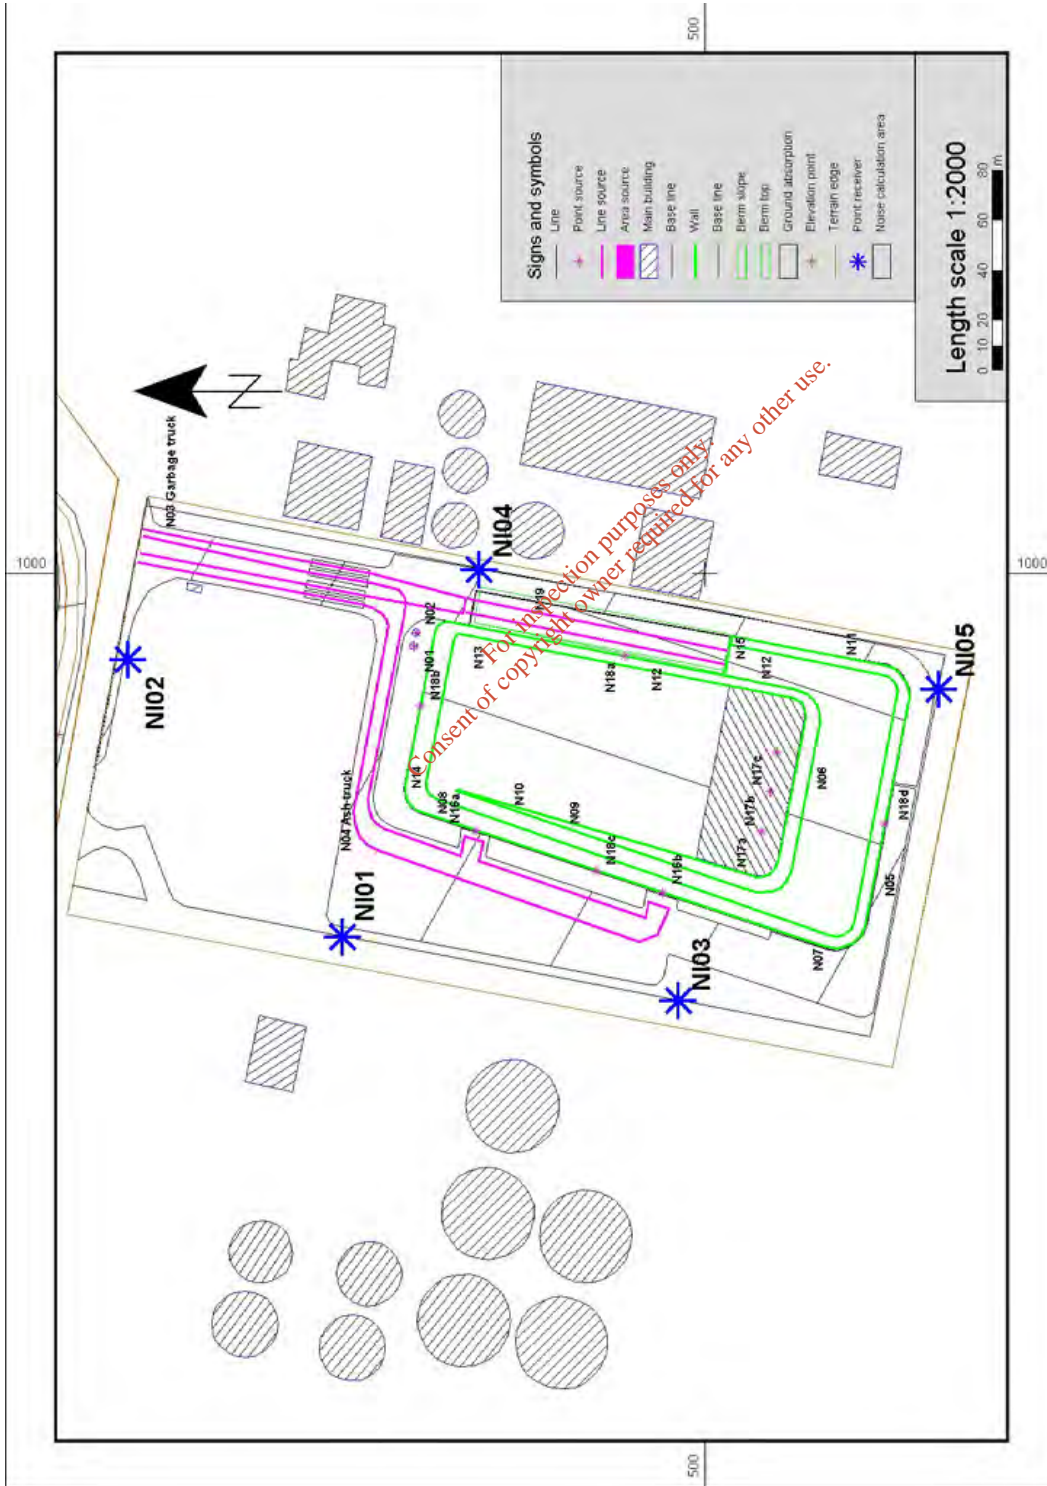 500
Signs and symbols
Line
Point source
Line source
Area source
Main building
Base line
Wall
Base line
Berm slope
Berm top
Ground absorption
Elevation point
Terrain edge
Point receiver
Noise calculation area
Length scale 1:2000
0 10 20 40 60 80
m
1000
1000
500
N
N03 Garbage truck
N04 Ash truck
NI01
NI02
NI03
NI04
NI05
N01
N02
N18b
N13
N19
N14
N08
N16a
N10
N09
N18c
N16b
N18a
N12
N15
N12
N11
N17a
N17b
N17c
N06
N18d
N05
N07
For inspection purposes only.
Consent of copyright owner required for any other use.